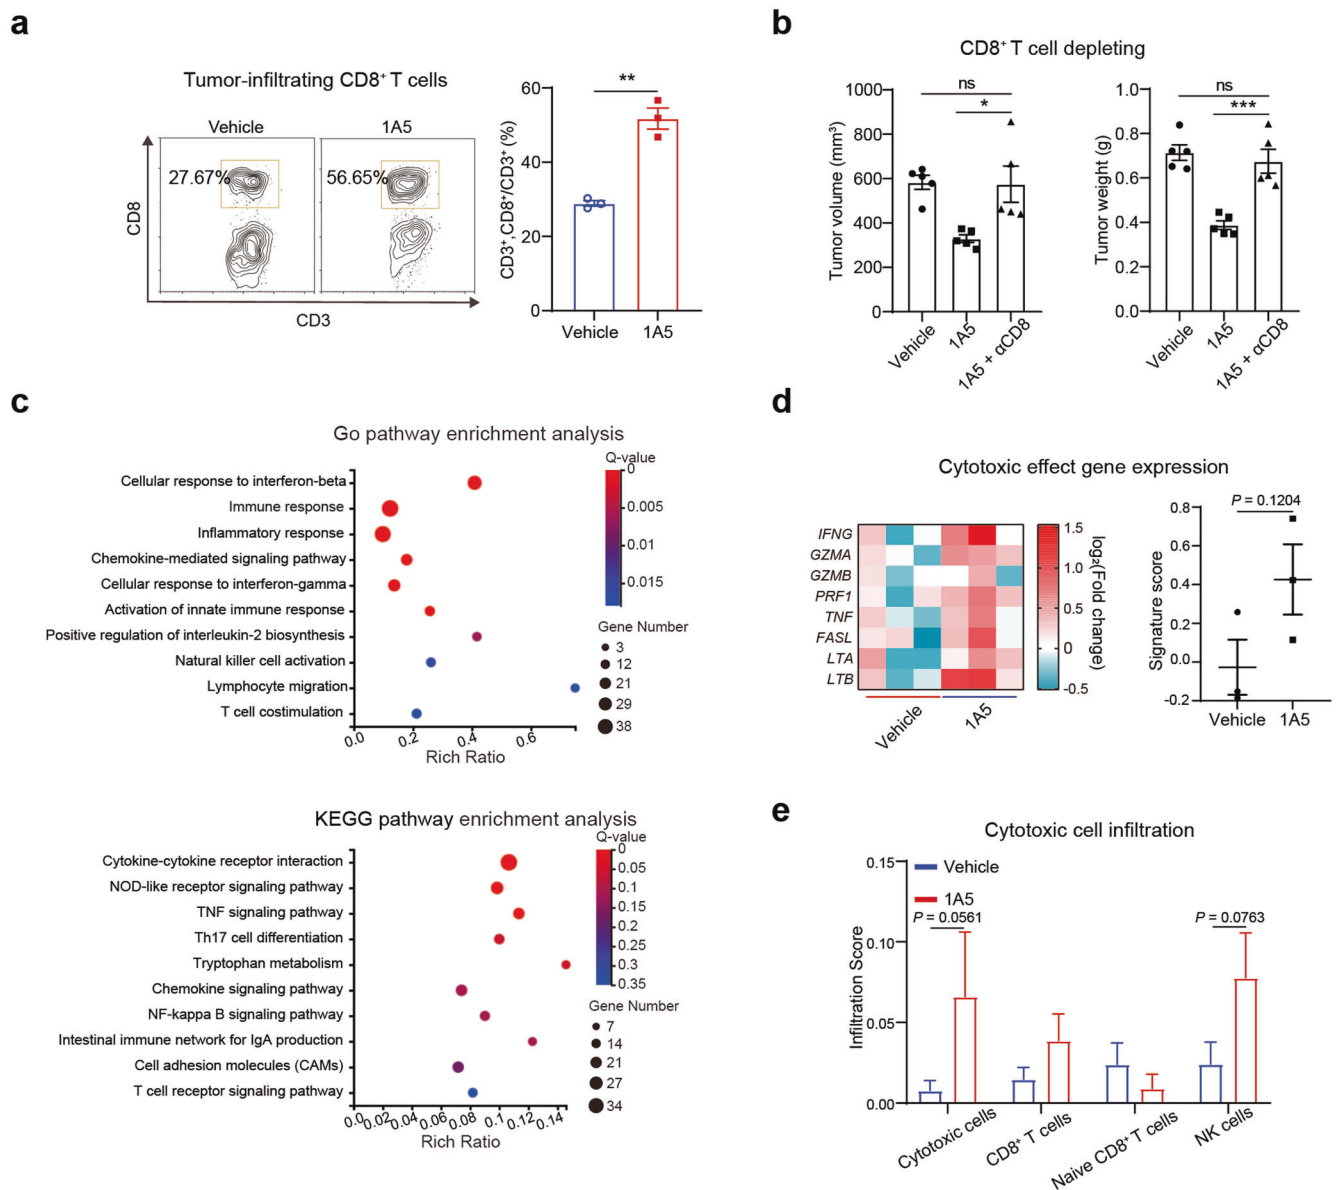 a
Tumor-infiltrating CD8⁺ T cells
Vehicle
1A5
27.67%
56.65%
CD8
CD3
CD3⁺,CD8⁺/CD3⁺ (%)
60
40
20
0
**
Vehicle
1A5
b
CD8⁺ T cell depleting
Tumor volume (mm³)
1000
800
600
400
200
0
ns
*
Vehicle
1A5
1A5 + αCD8
Tumor weight (g)
1.0
0.8
0.6
0.4
0.2
0.0
ns
***
Vehicle
1A5
1A5 + αCD8
c
Go pathway enrichment analysis
Cellular response to interferon-beta
Immune response
Inflammatory response
Chemokine-mediated signaling pathway
Cellular response to interferon-gamma
Activation of innate immune response
Positive regulation of interleukin-2 biosynthesis
Natural killer cell activation
Lymphocyte migration
T cell costimulation
0.0
0.2
0.4
0.6
Rich Ratio
Q-value
0
0.005
0.01
0.015
Gene Number
3
12
21
29
38
KEGG pathway enrichment analysis
Cytokine-cytokine receptor interaction
NOD-like receptor signaling pathway
TNF signaling pathway
Th17 cell differentiation
Tryptophan metabolism
Chemokine signaling pathway
NF-kappa B signaling pathway
Intestinal immune network for IgA production
Cell adhesion molecules (CAMs)
T cell receptor signaling pathway
0.0
0.02
0.04
0.06
0.08
0.1
0.12
0.14
Rich Ratio
Q-value
0
0.05
0.1
0.15
0.2
0.25
0.3
0.35
Gene Number
7
14
21
27
34
d
Cytotoxic effect gene expression
IFNG
GZMA
GZMB
PRF1
TNF
FASL
LTA
LTB
Vehicle
1A5
1.5
1.0
0.5
0
-0.5
log₂(Fold change)
Signature score
0.8
0.6
0.4
0.2
0.0
-0.2
P = 0.1204
Vehicle
1A5
e
Cytotoxic cell infiltration
Infiltration Score
0.15
0.10
0.05
0.00
Vehicle
1A5
P = 0.0561
P = 0.0763
Cytotoxic cells
CD8⁺ T cells
Naive CD8⁺ T cells
NK cells